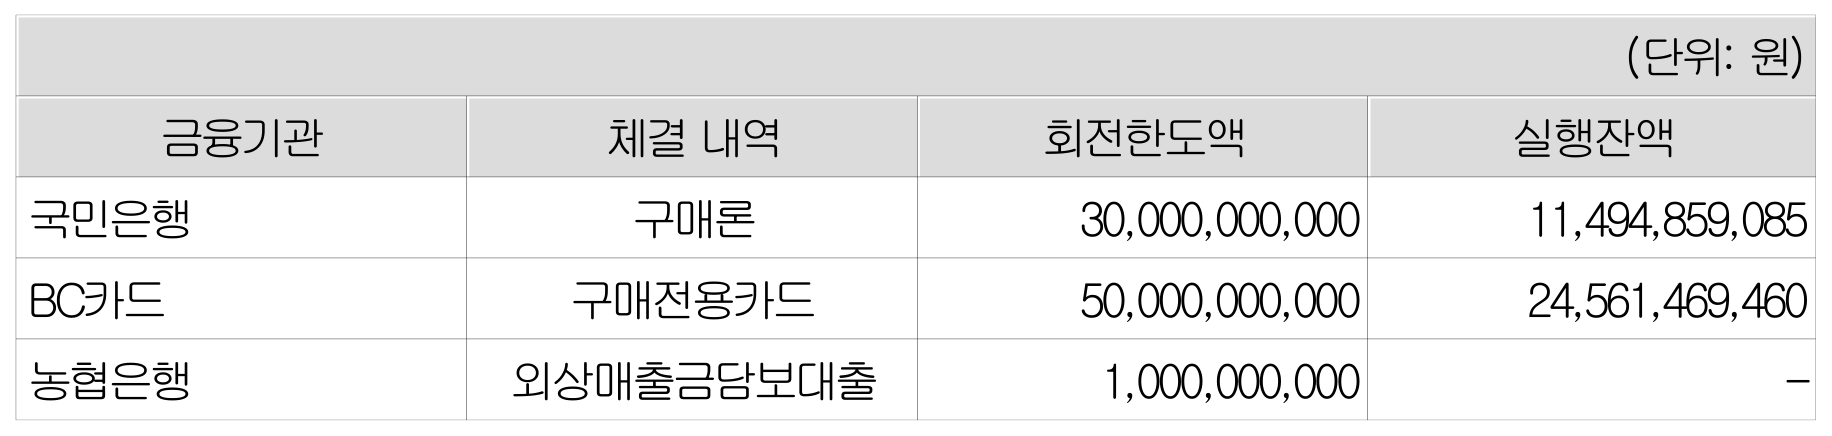 (단위: 원)
금융기관 체결 내역 회전한도액 실행잔액
국민은행 구매론 30,000,000,000 11,494,859,085
BC카드 구매전용카드 50,000,000,000 24,561,469,460
농협은행 외상매출금담보대출 1,000,000,000 -